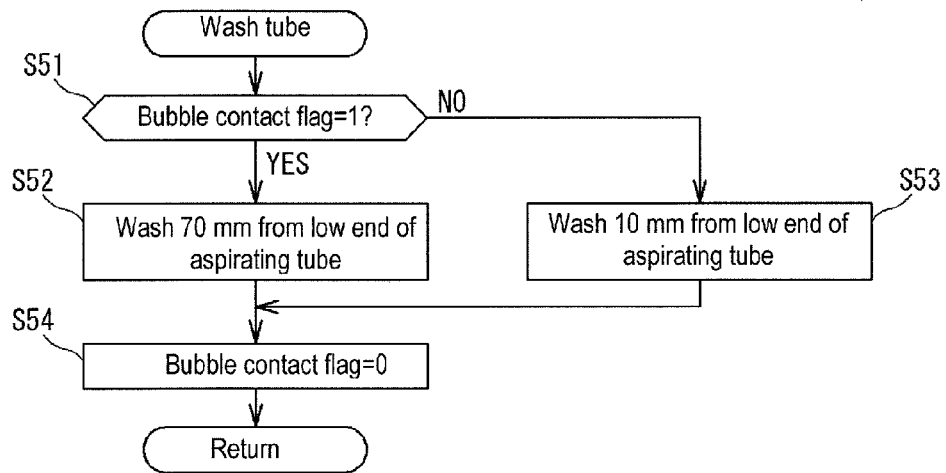 Wash tube
S51
Bubble contact flag=1?
NO
YES
S52
Wash 70 mm from low end of
aspirating tube
S53
Wash 10 mm from low end of
aspirating tube
S54
Bubble contact flag=0
Return